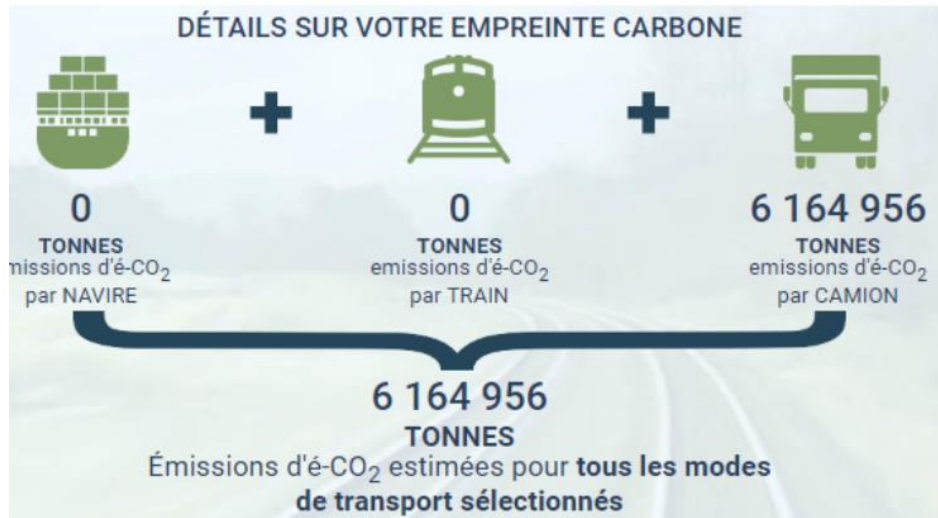 DÉTAILS SUR VOTRE EMPREINTE CARBONE
0
TONNES
missions d'é-CO₂
par NAVIRE
0
TONNES
emissions d'é-CO₂
par TRAIN
6 164 956
TONNES
emissions d'é-CO₂
par CAMION
6 164 956
TONNES
Émissions d'é-CO₂ estimées pour tous les modes
de transport sélectionnés